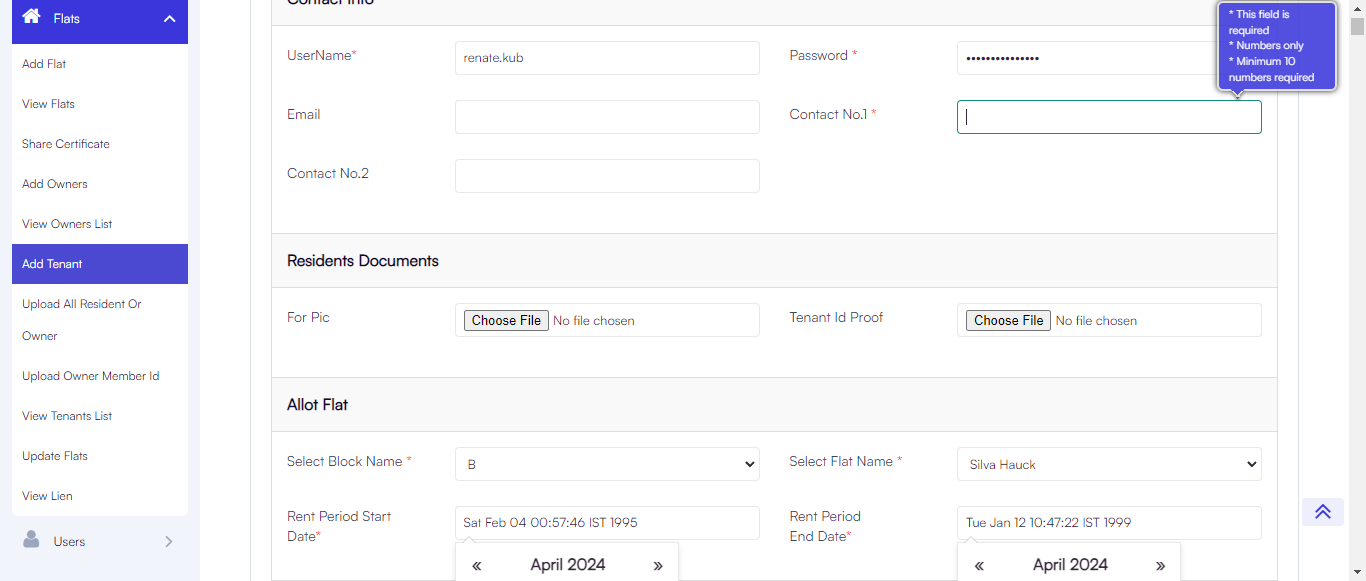 Flats
Add Flat
View Flats
Share Certificate
Add Owners
View Owners List
Add Tenant
Upload All Resident Or
Owner
Upload Owner Member Id
View Tenants List
Update Flats
View Lien
Users
Contact Info
UserName*
renate.kub
Password *
•••••••••••••••
* This field is
required
* Numbers only
* Minimum 10
numbers required
Email
Contact No.1 *
Contact No.2
Residents Documents
For Pic
Choose File No file chosen
Tenant Id Proof
Choose File No file chosen
Allot Flat
Select Block Name *
B
Select Flat Name *
Silva Hauck
Rent Period Start
Date*
Sat Feb 04 00:57:46 IST 1995
Rent Period
End Date*
Tue Jan 12 10:47:22 IST 1999
« April 2024 »
« April 2024 »